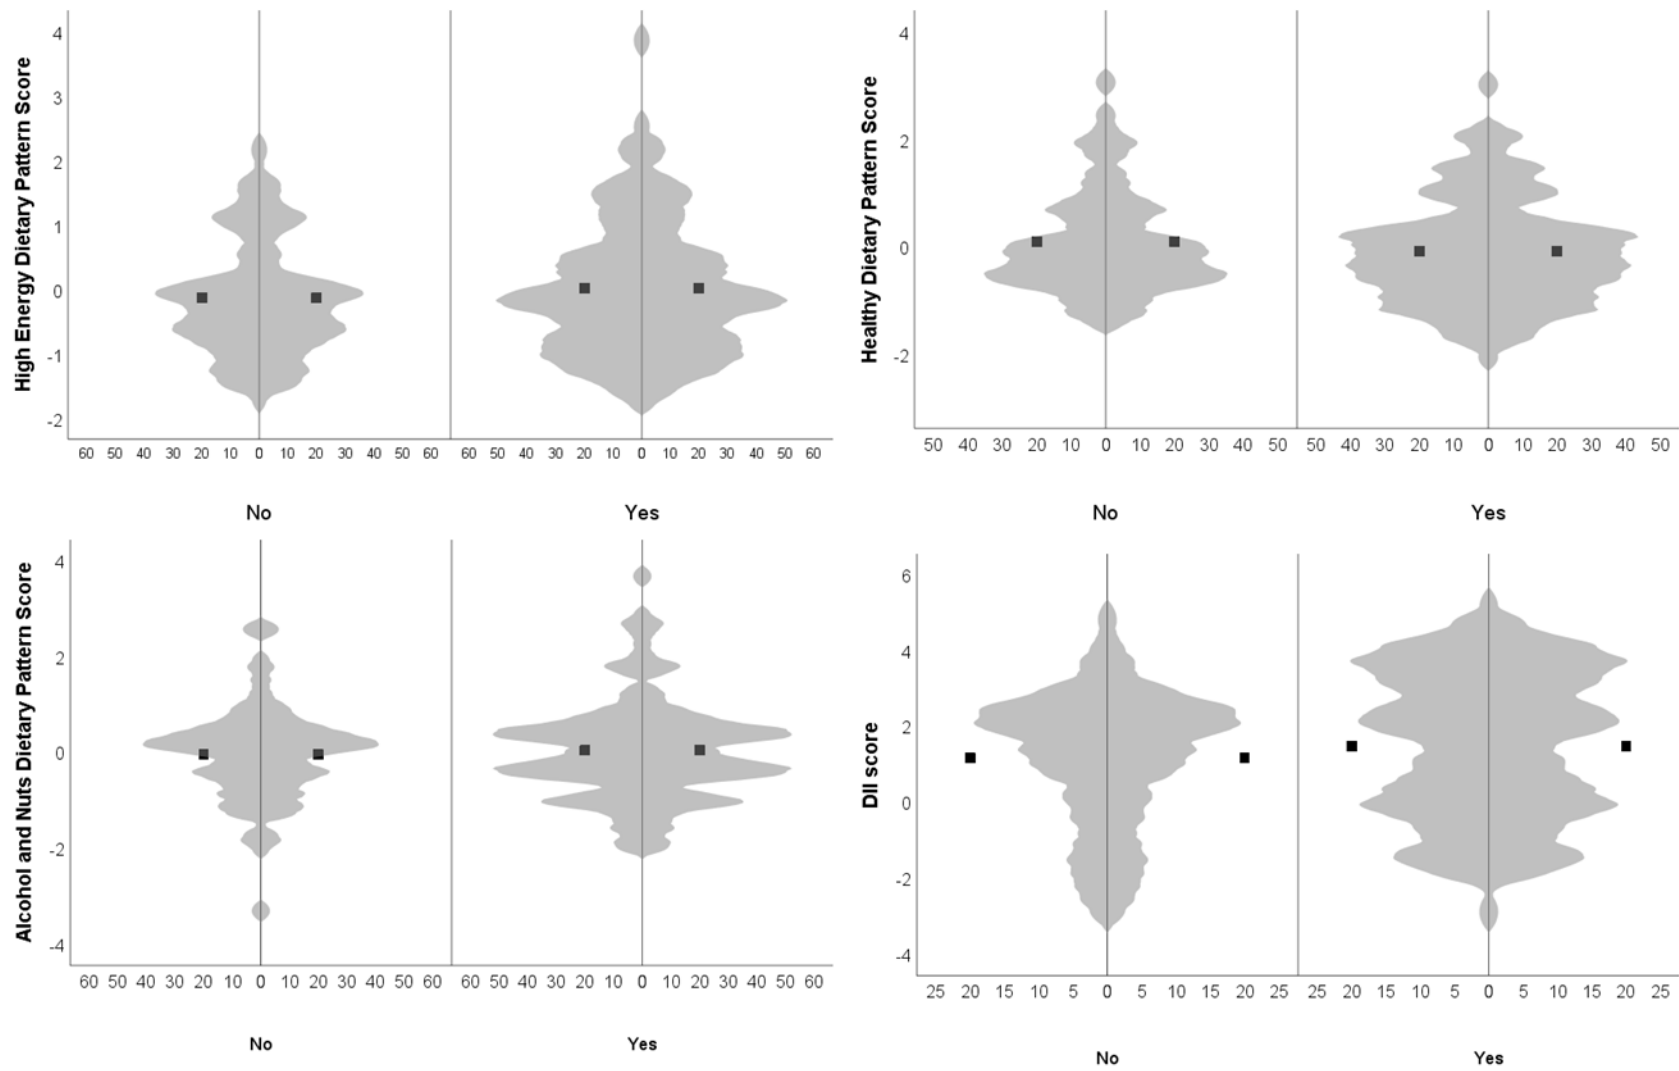 High Energy Dietary Pattern Score
4
3
2
1
0
-1
-2
60 50 40 30 20 10 0 10 20 30 40 50 60 60 50 40 30 20 10 0 10 20 30 40 50 60
No Yes
Healthy Dietary Pattern Score
4
2
0
-2
50 40 30 20 10 0 10 20 30 40 50 50 40 30 20 10 0 10 20 30 40 50
No Yes
Alcohol and Nuts Dietary Pattern Score
4
2
0
-2
-4
60 50 40 30 20 10 0 10 20 30 40 50 60 60 50 40 30 20 10 0 10 20 30 40 50 60
No Yes
DII score
6
4
2
0
-2
-4
25 20 15 10 5 0 5 10 15 20 25 25 20 15 10 5 0 5 10 15 20 25
No Yes